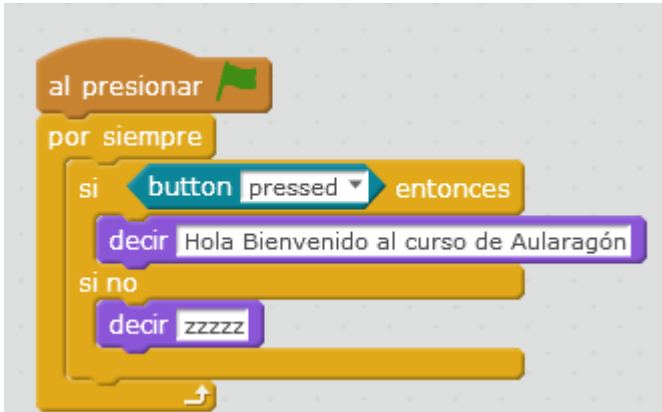 al presionar
por siempre
si button pressed entonces
decir Hola Bienvenido al curso de Aularagón
si no
decir zzzzz